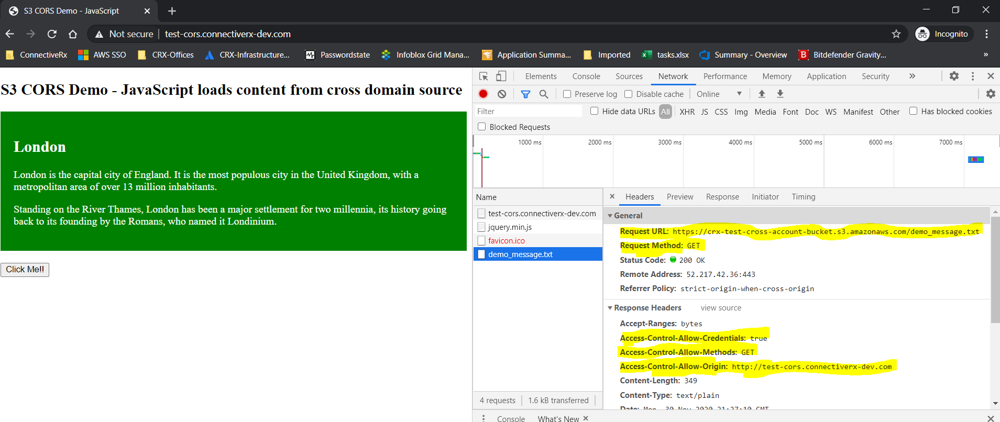 S3 CORS Demo - JavaScript
Not secure | test-cors.connectiverx-dev.com
Incognito
ConnectiveRx AWS SSO CRX-Offices CRX-Infrastructure... Passwordstate Infoblox Grid Mana... Application Summa... Imported tasks.xlsx Summary - Overview Bitdefender Gravity... »
S3 CORS Demo - JavaScript loads content from cross domain source
London
London is the capital city of England. It is the most populous city in the United Kingdom, with a
metropolitan area of over 13 million inhabitants.
Standing on the River Thames, London has been a major settlement for two millennia, its history going
back to its founding by the Romans, who named it Londinium.
Click Me!!
Elements Console Sources Network Performance Memory Application Security »
Preserve log Disable cache Online
Filter Hide data URLs All XHR JS CSS Img Media Font Doc WS Manifest Other Has blocked cookies
Blocked Requests
1000 ms 2000 ms 3000 ms 4000 ms 5000 ms 6000 ms 7000 ms
Name
test-cors.connectiverx-dev.com
jquery.min.js
favicon.ico
demo_message.txt
4 requests 1.6 kB transferred
Headers Preview Response Initiator Timing
General
Request URL: https://crx-test-cross-account-bucket.s3.amazonaws.com/demo_message.txt
Request Method: GET
Status Code: 200 OK
Remote Address: 52.217.42.36:443
Referrer Policy: strict-origin-when-cross-origin
Response Headers view source
Accept-Ranges: bytes
Access-Control-Allow-Credentials: true
Access-Control-Allow-Methods: GET
Access-Control-Allow-Origin: http://test-cors.connectiverx-dev.com
Content-Length: 349
Content-Type: text/plain
Date: Mon, 30 Nov 2020 21:27:10 GMT
Console What's New